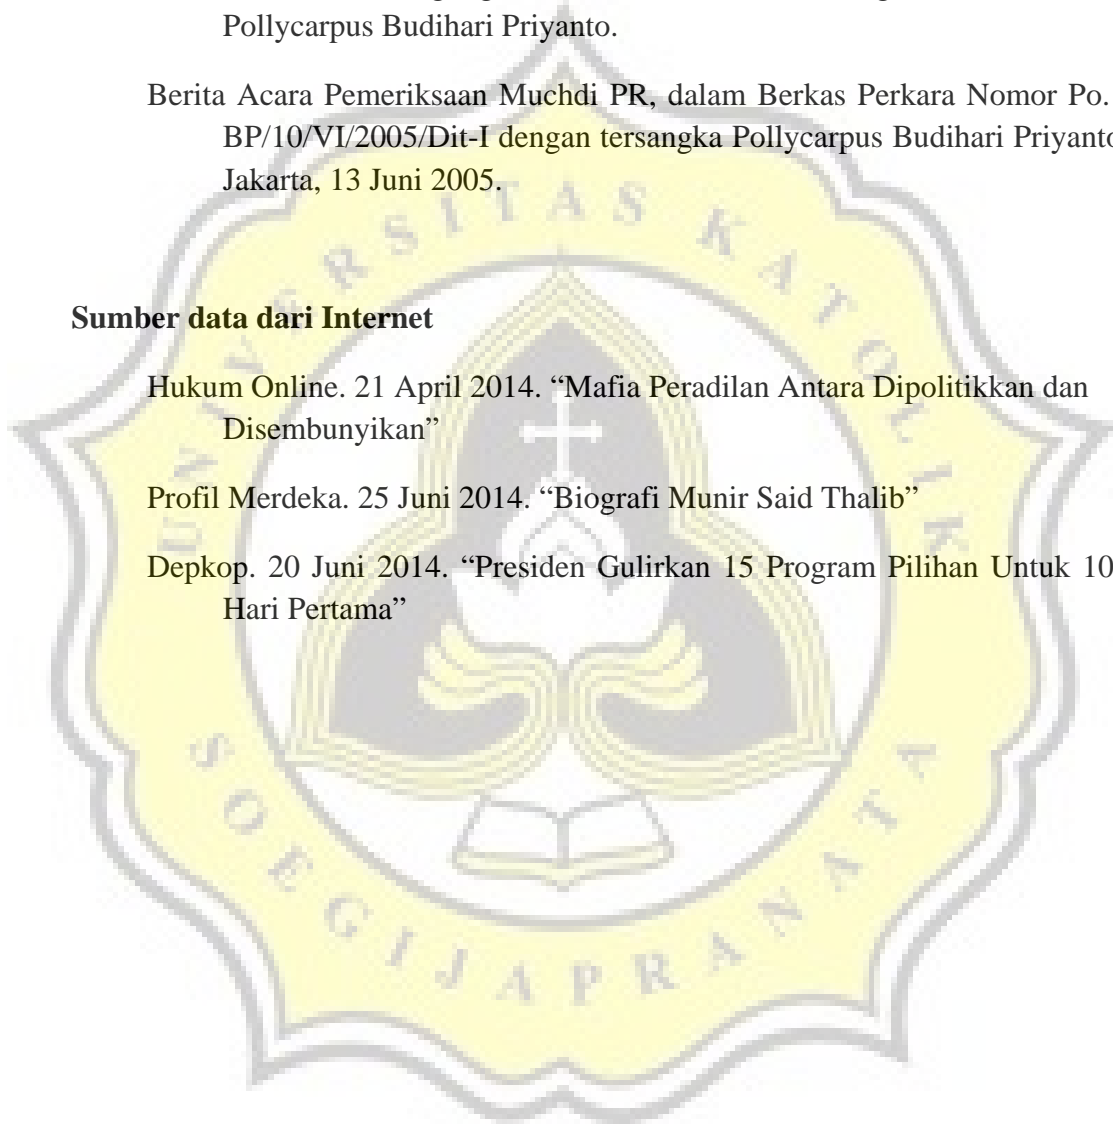 Pollycarpus Budihari Priyanto.
Berita Acara Pemeriksaan Muchdi PR, dalam Berkas Perkara Nomor Po.
BP/10/VI/2005/Dit-I dengan tersangka Pollycarpus Budihari Priyanto
Jakarta, 13 Juni 2005.
Sumber data dari Internet
Hukum Online. 21 April 2014. “Mafia Peradilan Antara Dipolitikkan dan
Disembunyikan”
Profil Merdeka. 25 Juni 2014. “Biografi Munir Said Thalib”
Depkop. 20 Juni 2014. “Presiden Gulirkan 15 Program Pilihan Untuk 10
Hari Pertama”
UNIVERSITAS KATOLIK
SOEGIJAPRANATA